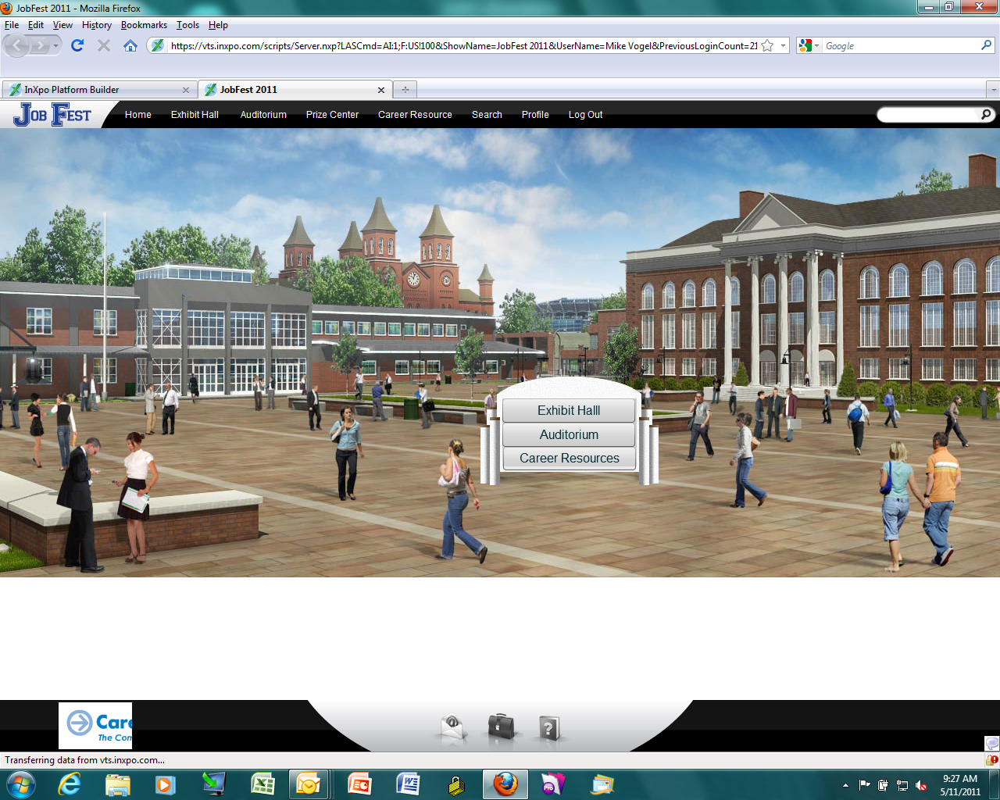 JobFest 2011 - Mozilla Firefox
File Edit View History Bookmarks Tools Help
https://vts.inxpo.com/scripts/Server.nxp?LASCmd=AI:1;F:US!100&ShowName=JobFest 2011&UserName=Mike Vogel&PreviousLoginCount=21
Google
InXpo Platform Builder
JobFest 2011
JOB FEST
Home Exhibit Hall Auditorium Prize Center Career Resource Search Profile Log Out
Exhibit Halll
Auditorium
Career Resources
Care
The Com
Transferring data from vts.inxpo.com...
9:27 AM
5/11/2011